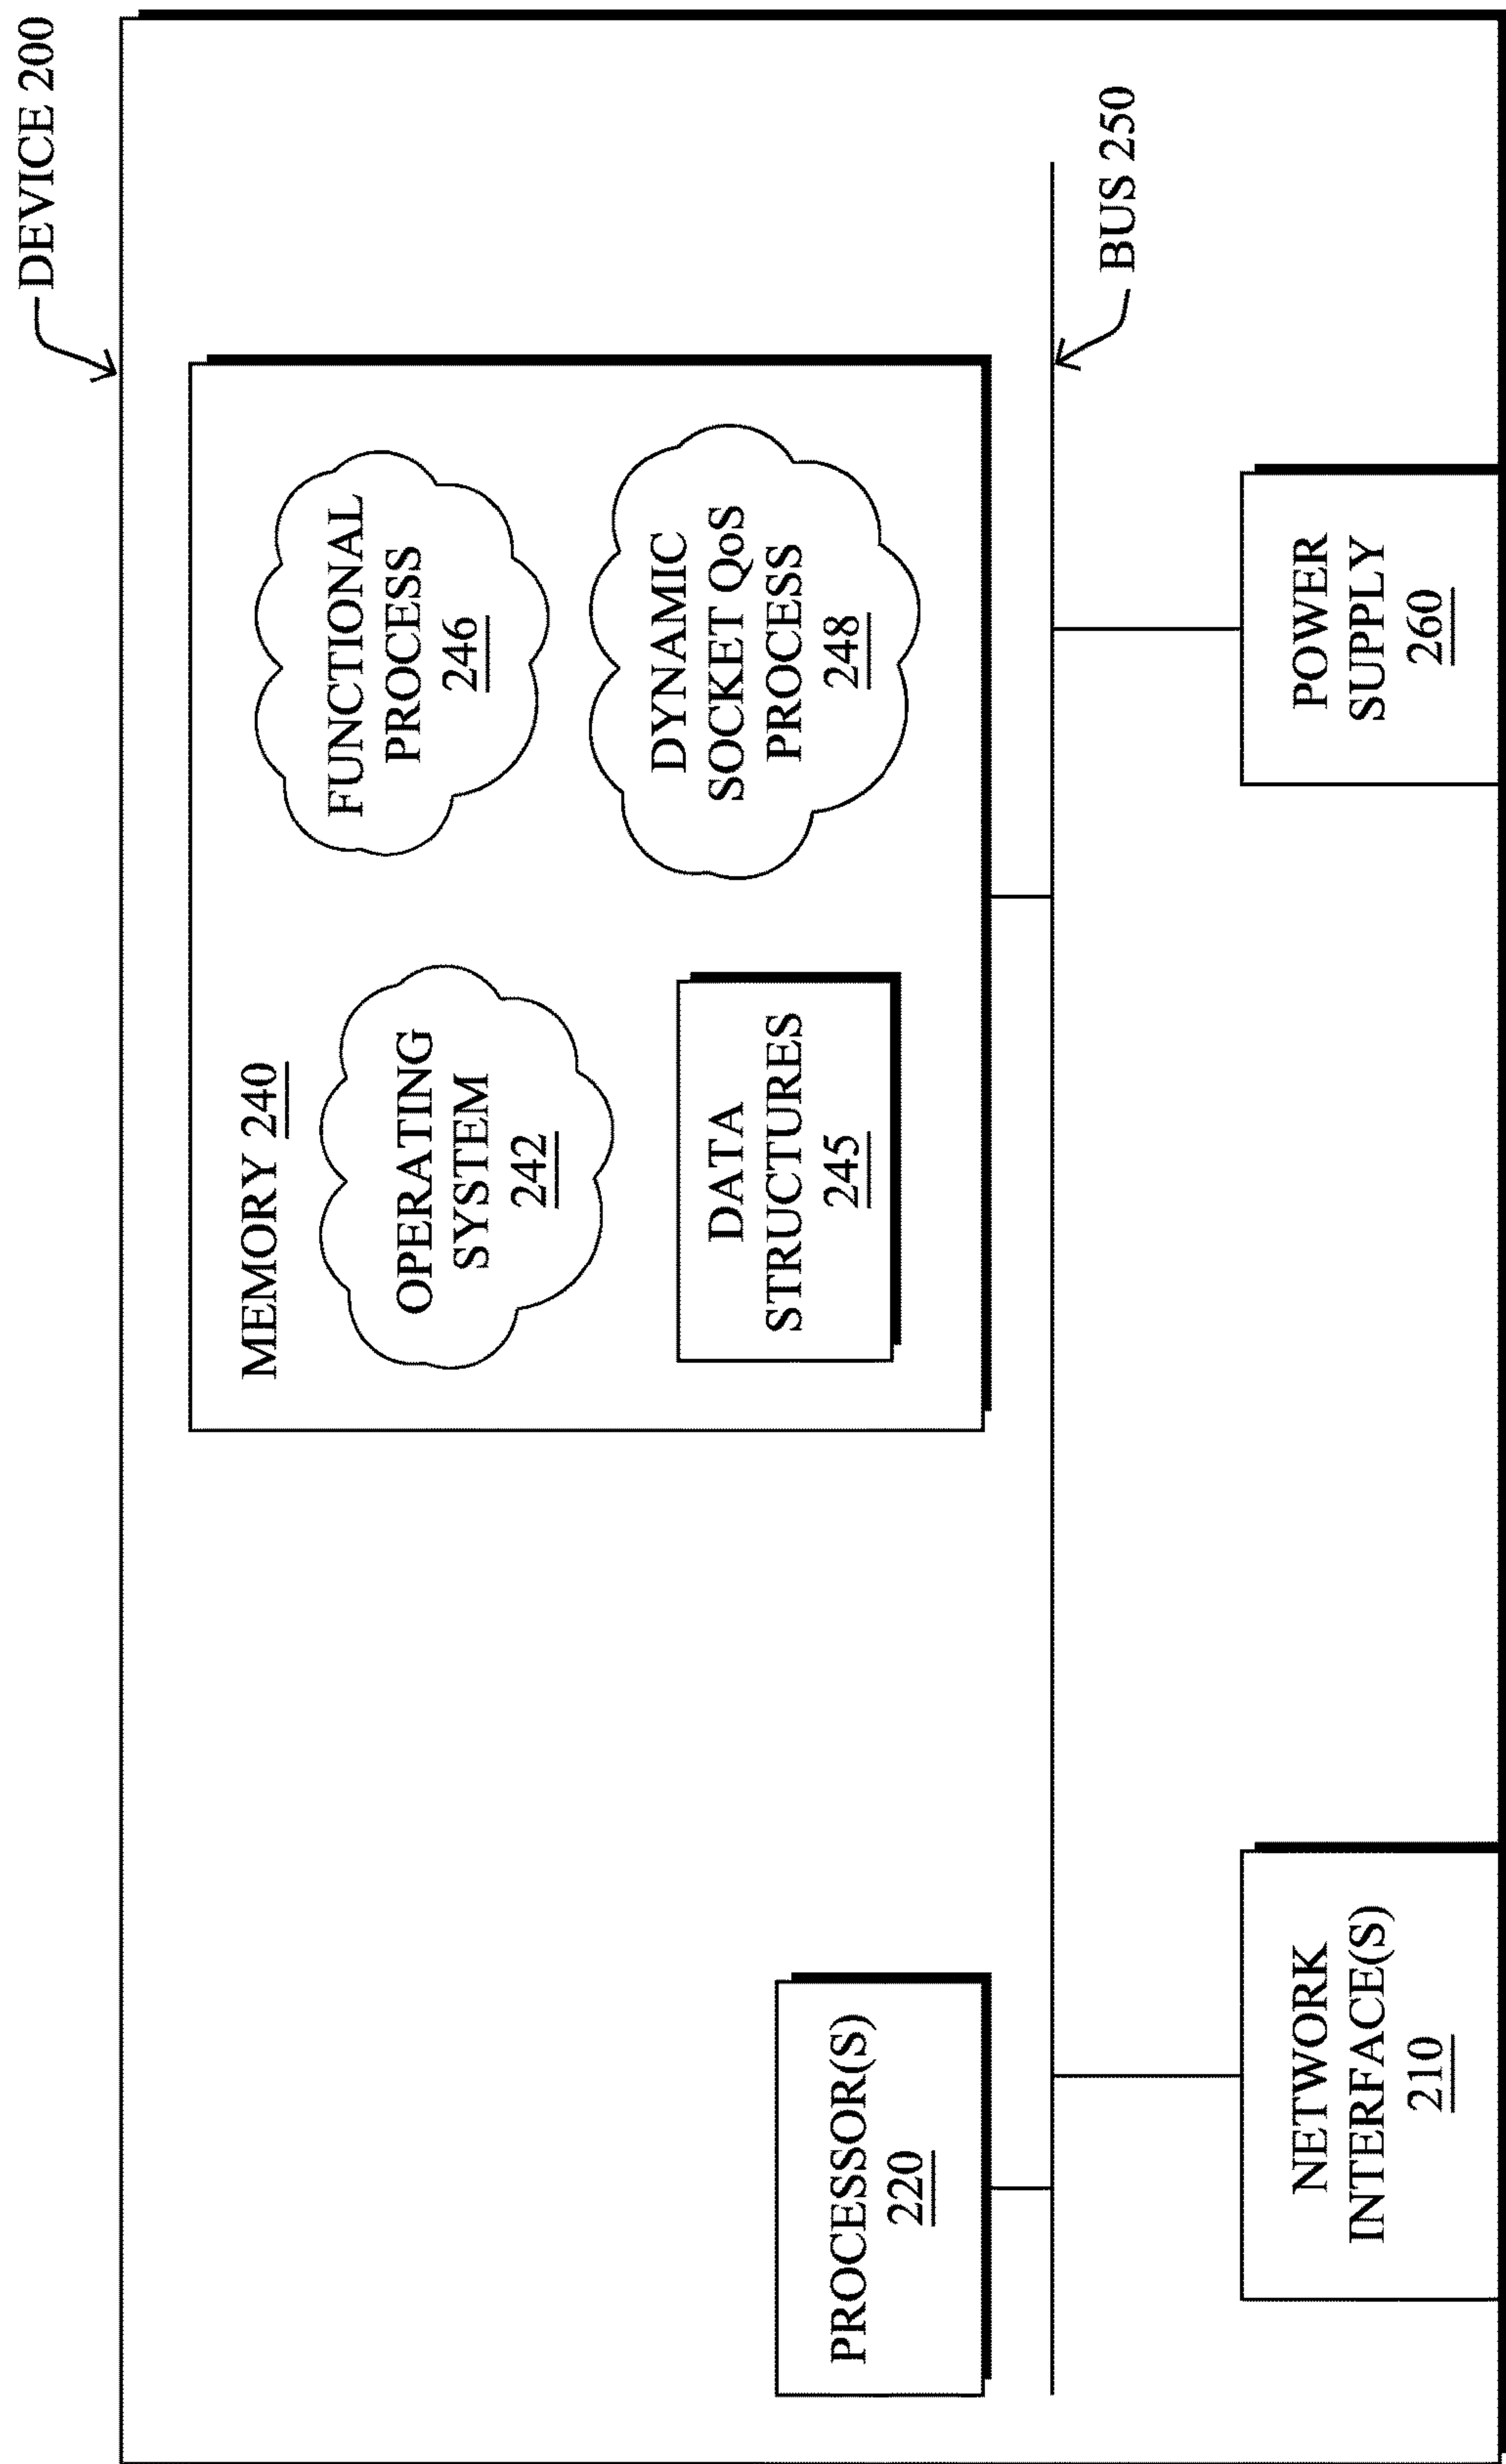 DEVICE 200
MEMORY 240
OPERATING
SYSTEM
242
FUNCTIONAL
PROCESS
246
DATA
STRUCTURES
245
DYNAMIC
SOCKET QoS
PROCESS
248
PROCESSOR(S)
220
BUS 250
NETWORK
INTERFACE(S)
210
POWER
SUPPLY
260